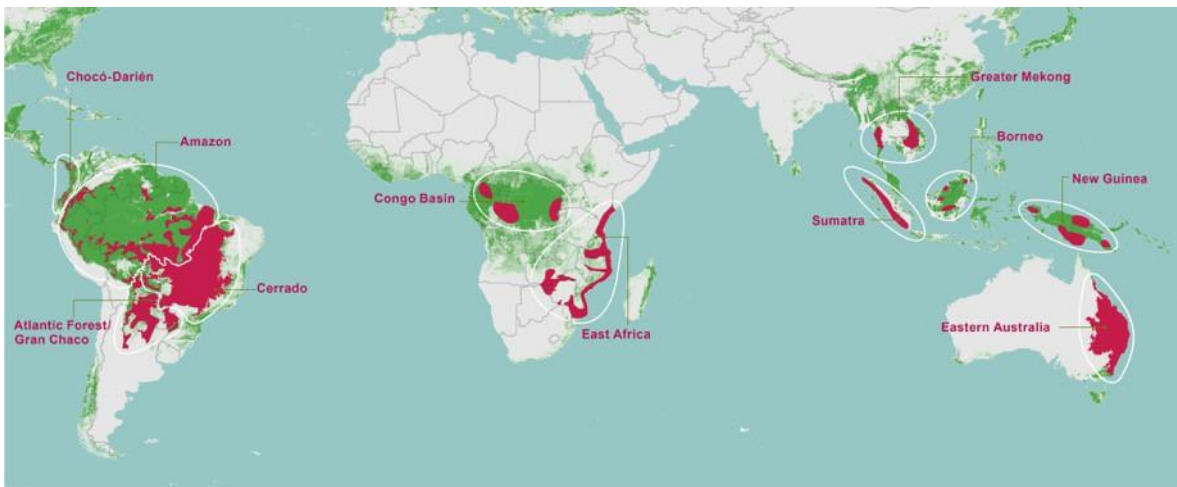 Chocó-Darién
Amazon
Cerrado
Atlantic Forest/
Gran Chaco
Congo Basin
East Africa
Greater Mekong
Borneo
New Guinea
Sumatra
Eastern Australia